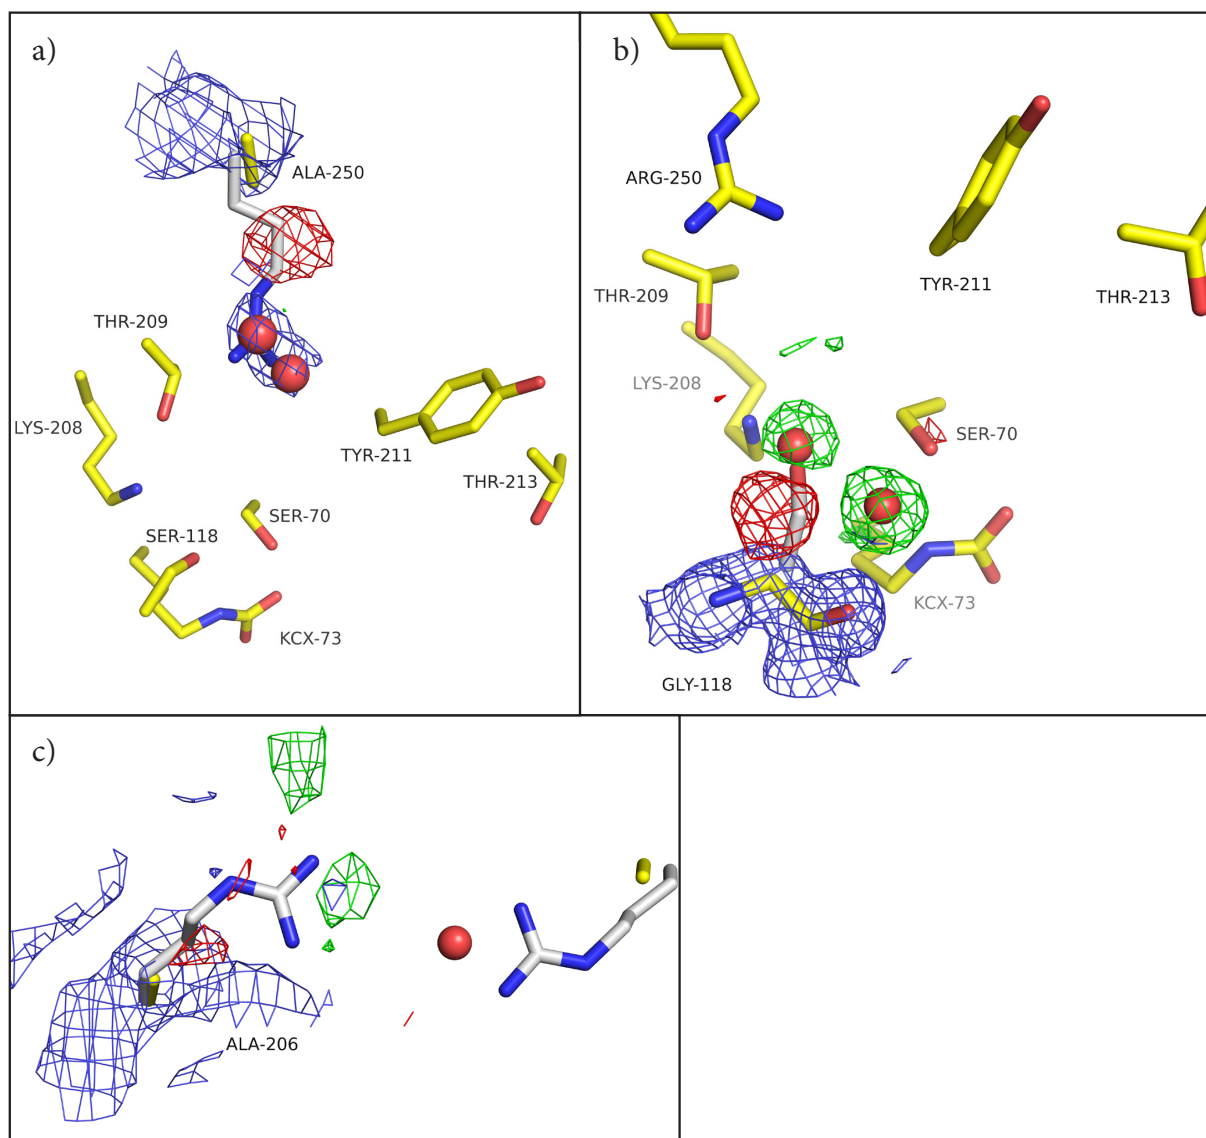 a)
ALA-250
THR-209
LYS-208
TYR-211
THR-213
SER-70
SER-118
KCX-73
b)
ARG-250
TYR-211
THR-209
THR-213
LYS-208
SER-70
KCX-73
GLY-118
c)
ALA-206